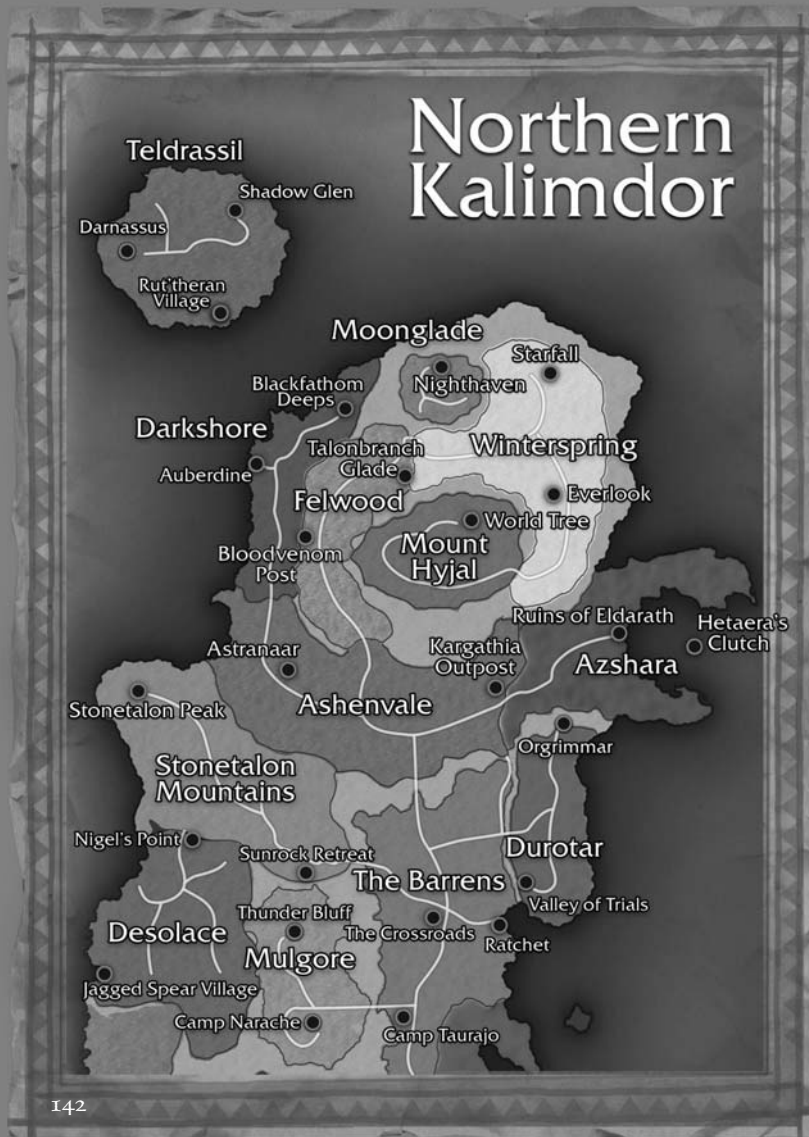 Northern
Kalimdor
Teldrassil
Shadow Glen
Darnassus
Rut'theran
Village
Moonglade
Starfall
Nighthaven
Blackfathom
Deeps
Darkshore
Talonbranch
Glade
Winterspring
Auberdine
Felwood
Everlook
World Tree
Mount
Hyjal
Bloodvenom
Post
Ruins of Eldarath
Hetaera's
Clutch
Astranaar
Kargathia
Outpost
Azshara
Stonetalon Peak
Ashenvale
Orgrimmar
Stonetalon
Mountains
Nigel's Point
Sunrock Retreat
Durotar
The Barrens
Valley of Trials
Thunder Bluff
The Crossroads
Desolace
Ratchet
Mulgore
Jagged Spear Village
Camp Narache
Camp Taurajo
142